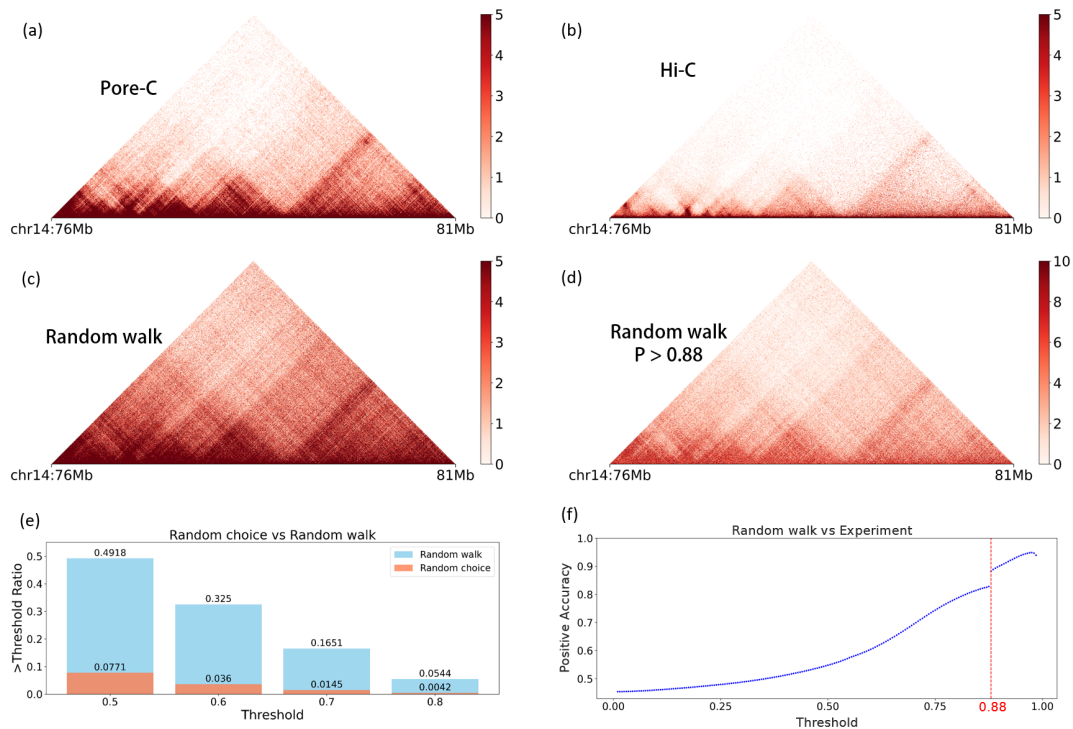 (a)
Pore-C
5
4
3
2
1
0
chr14:76Mb
81Mb
(b)
Hi-C
5
4
3
2
1
0
chr14:76Mb
81Mb
(c)
Random walk
5
4
3
2
1
0
chr14:76Mb
81Mb
(d)
Random walk
P > 0.88
10
8
6
4
2
0
chr14:76Mb
81Mb
(e)
Random choice vs Random walk
Random walk
Random choice
>Threshold Ratio
0.5
0.4
0.3
0.2
0.1
0.0
0.4918
0.0771
0.325
0.036
0.1651
0.0145
0.0544
0.0042
0.5
0.6
0.7
0.8
Threshold
(f)
Random walk vs Experiment
Positive Accuracy
1.0
0.9
0.8
0.7
0.6
0.5
0.00
0.25
0.50
0.75
0.88
1.00
Threshold